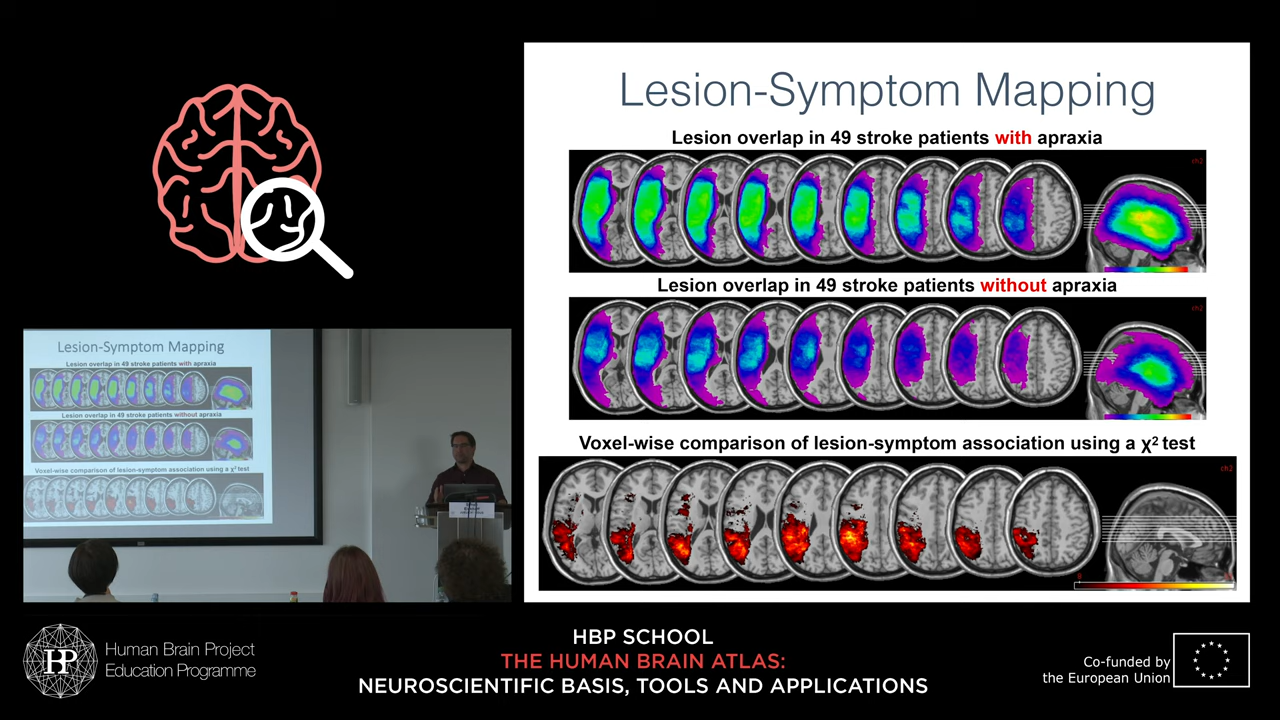 Lesion-Symptom Mapping
Lesion overlap in 49 stroke patients with apraxia
ch2
Lesion overlap in 49 stroke patients without apraxia
ch2
Voxel-wise comparison of lesion-symptom association using a χ² test
ch2
Lesion-Symptom Mapping
Lesion overlap in 49 stroke patients with apraxia
Lesion overlap in 49 stroke patients without apraxia
Voxel-wise comparison of lesion-symptom association using a χ² test
HBP
Human Brain Project
Education Programme
HBP SCHOOL
THE HUMAN BRAIN ATLAS:
NEUROSCIENTIFIC BASIS, TOOLS AND APPLICATIONS
Co-funded by
the European Union